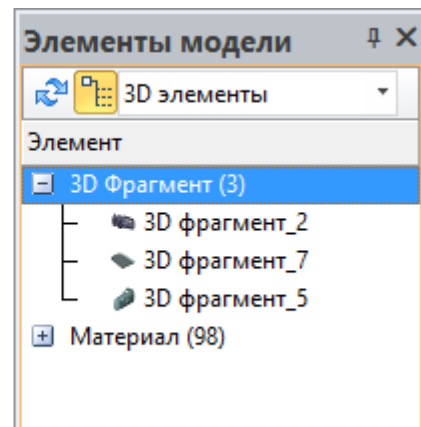 Элементы модели
3D элементы
Элемент
3D Фрагмент (3)
3D фрагмент_2
3D фрагмент_7
3D фрагмент_5
Материал (98)